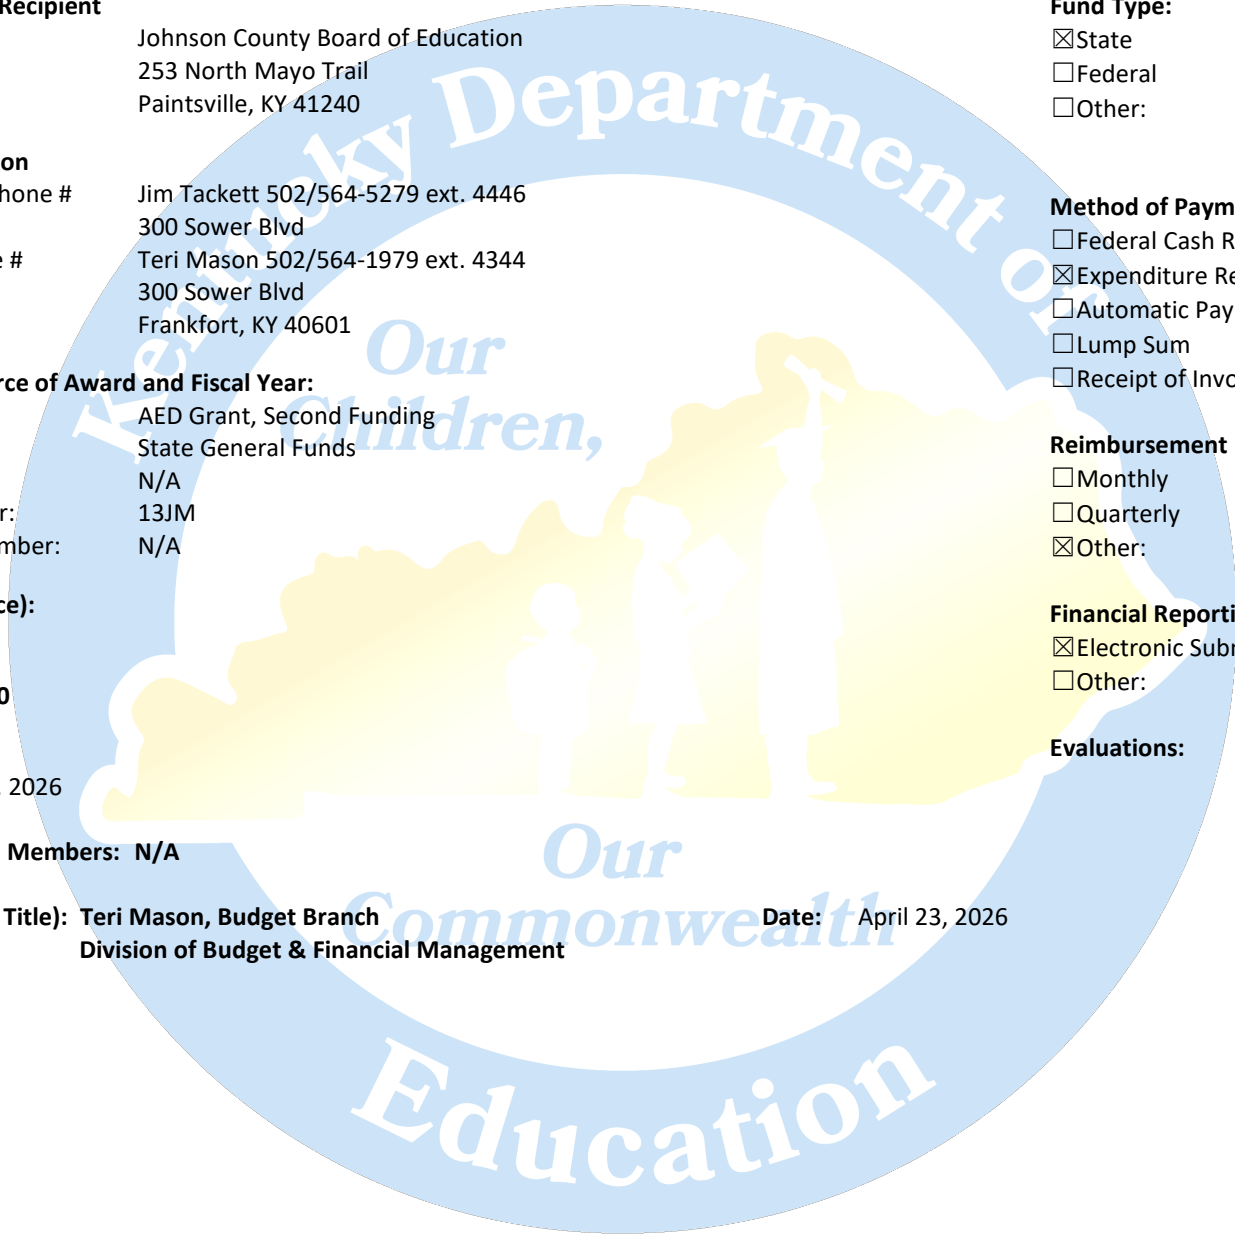 Recipient
Johnson County Board of Education
253 North Mayo Trail
Paintsville, KY 41240
on
hone # Jim Tackett 502/564-5279 ext. 4446
300 Sower Blvd
e # Teri Mason 502/564-1979 ext. 4344
300 Sower Blvd
Frankfort, KY 40601
rce of Award and Fiscal Year:
AED Grant, Second Funding
State General Funds
N/A
r: 13JM
mber: N/A
ce):
0
, 2026
Members: N/A
Title): Teri Mason, Budget Branch Date: April 23, 2026
Division of Budget & Financial Management
Fund Type:
☒State
☐Federal
☐Other:
Method of Paym
☐Federal Cash R
☒Expenditure Re
☐Automatic Pay
☐Lump Sum
☐Receipt of Invo
Reimbursement
☐Monthly
☐Quarterly
☒Other:
Financial Reporti
☒Electronic Subr
☐Other:
Evaluations:
Kentucky Department of
Education
Our
Children,
Our
Commonwealth